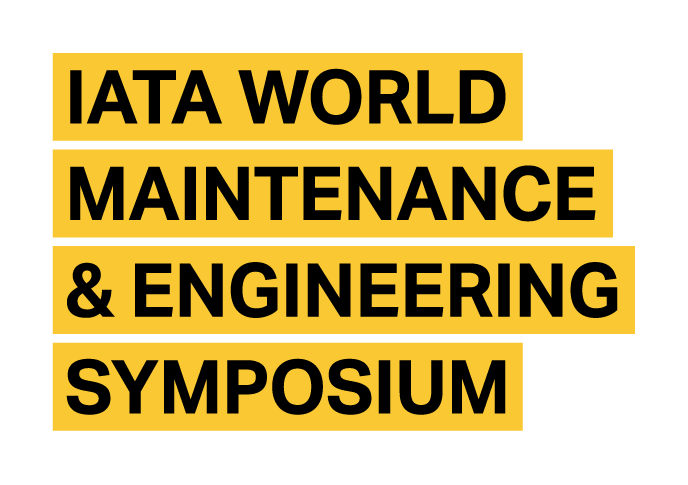 IATA WORLD
MAINTENANCE
& ENGINEERING
SYMPOSIUM